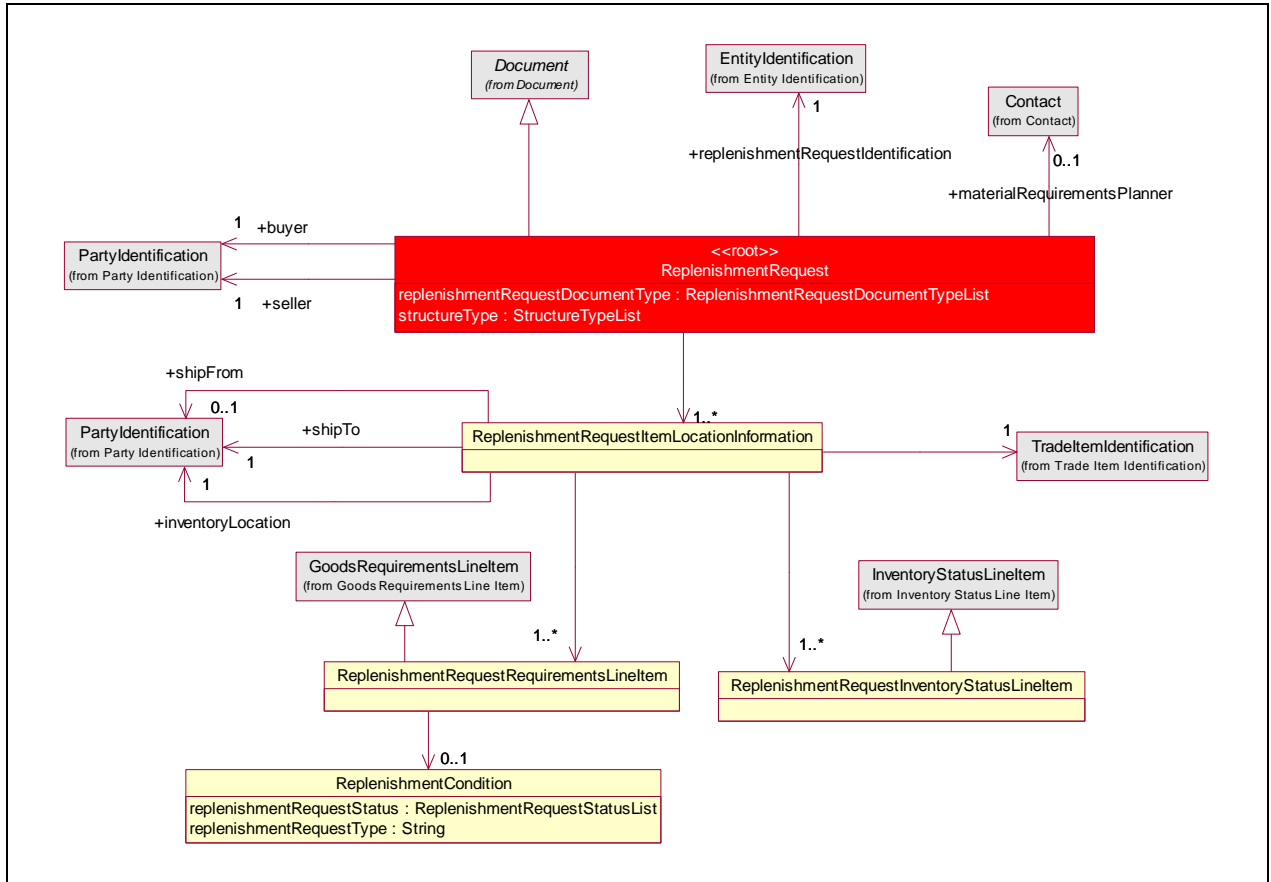 Document
(from Document)
EntityIdentification
(from Entity Identification)
1
Contact
(from Contact)
0..1
+replenishmentRequestIdentification
+materialRequirementsPlanner
1
+buyer
PartyIdentification
(from Party Identification)
1
+seller
<<root>>
ReplenishmentRequest
replenishmentRequestDocumentType : ReplenishmentRequestDocumentTypeList
structureType : StructureTypeList
+shipFrom
0..1
1..*
PartyIdentification
(from Party Identification)
+shipTo
1
1
+inventoryLocation
ReplenishmentRequestItemLocationInformation
1
TradeItemIdentification
(from Trade Item Identification)
GoodsRequirementsLineItem
(from Goods Requirements Line Item)
InventoryStatusLineItem
(from Inventory Status Line Item)
1..*
1..*
ReplenishmentRequestRequirementsLineItem
ReplenishmentRequestInventoryStatusLineItem
0..1
ReplenishmentCondition
replenishmentRequestStatus : ReplenishmentRequestStatusList
replenishmentRequestType : String